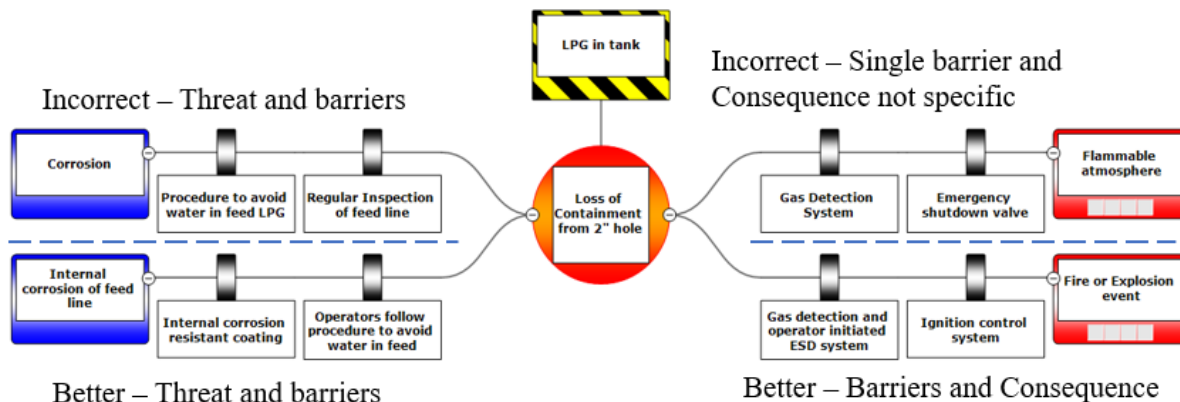 LPG in tank
Incorrect – Threat and barriers
Incorrect – Single barrier and
Consequence not specific
Corrosion
Procedure to avoid
water in feed LPG
Regular Inspection
of feed line
Loss of
Containment
from 2" hole
Gas Detection
System
Emergency
shutdown valve
Flammable
atmosphere
Internal
corrosion of feed
line
Internal corrosion
resistant coating
Operators follow
procedure to avoid
water in feed
Gas detection and
operator initiated
ESD system
Ignition control
system
Fire or Explosion
event
Better – Threat and barriers
Better – Barriers and Consequence